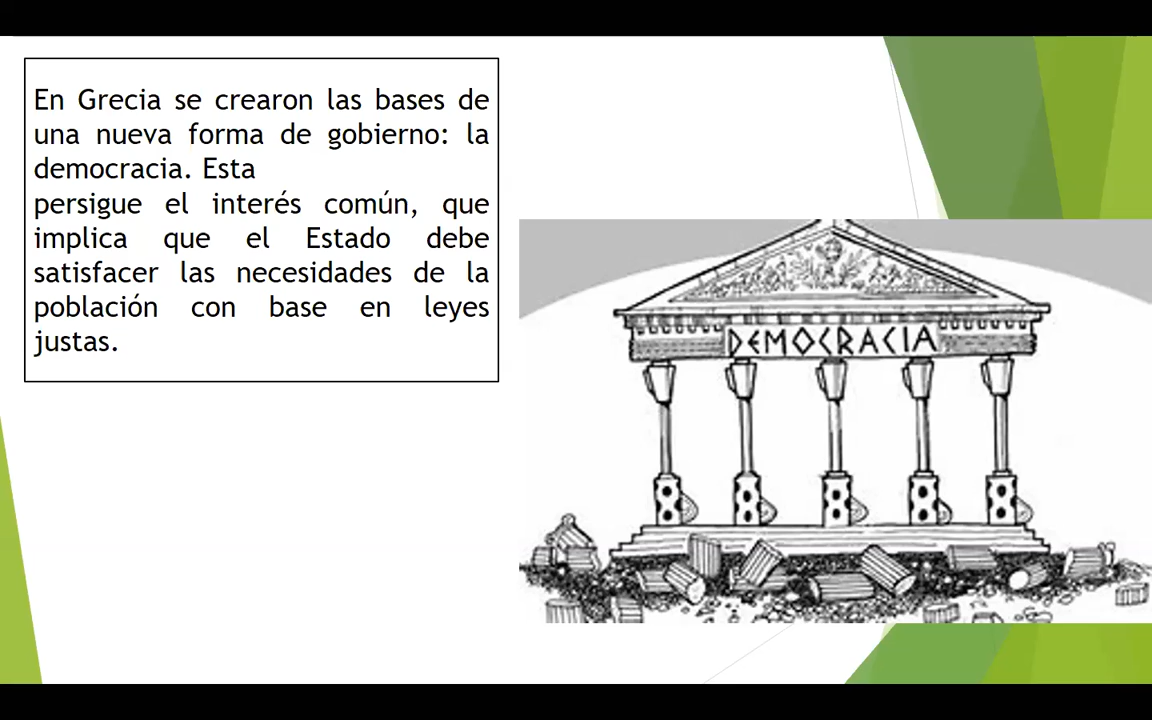 En Grecia se crearon las bases de
una nueva forma de gobierno: la
democracia. Esta
persigue el interés común, que
implica que el Estado debe
satisfacer las necesidades de la
población con base en leyes
justas.
DEMOCRACIA